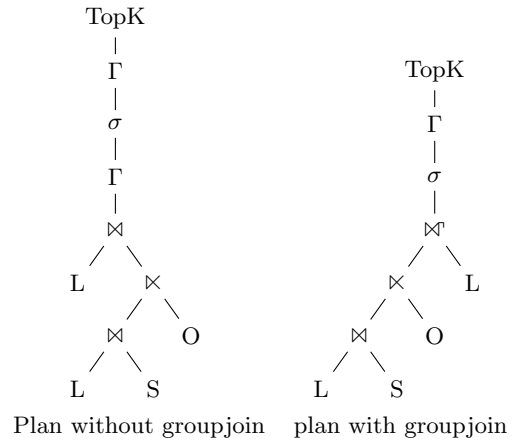 TopK
Γ
σ
Γ
⋈
L ⋉
⋈ O
L S
Plan without groupjoin
TopK
Γ
σ
⋈┐
⋉ L
⋈ O
L S
plan with groupjoin